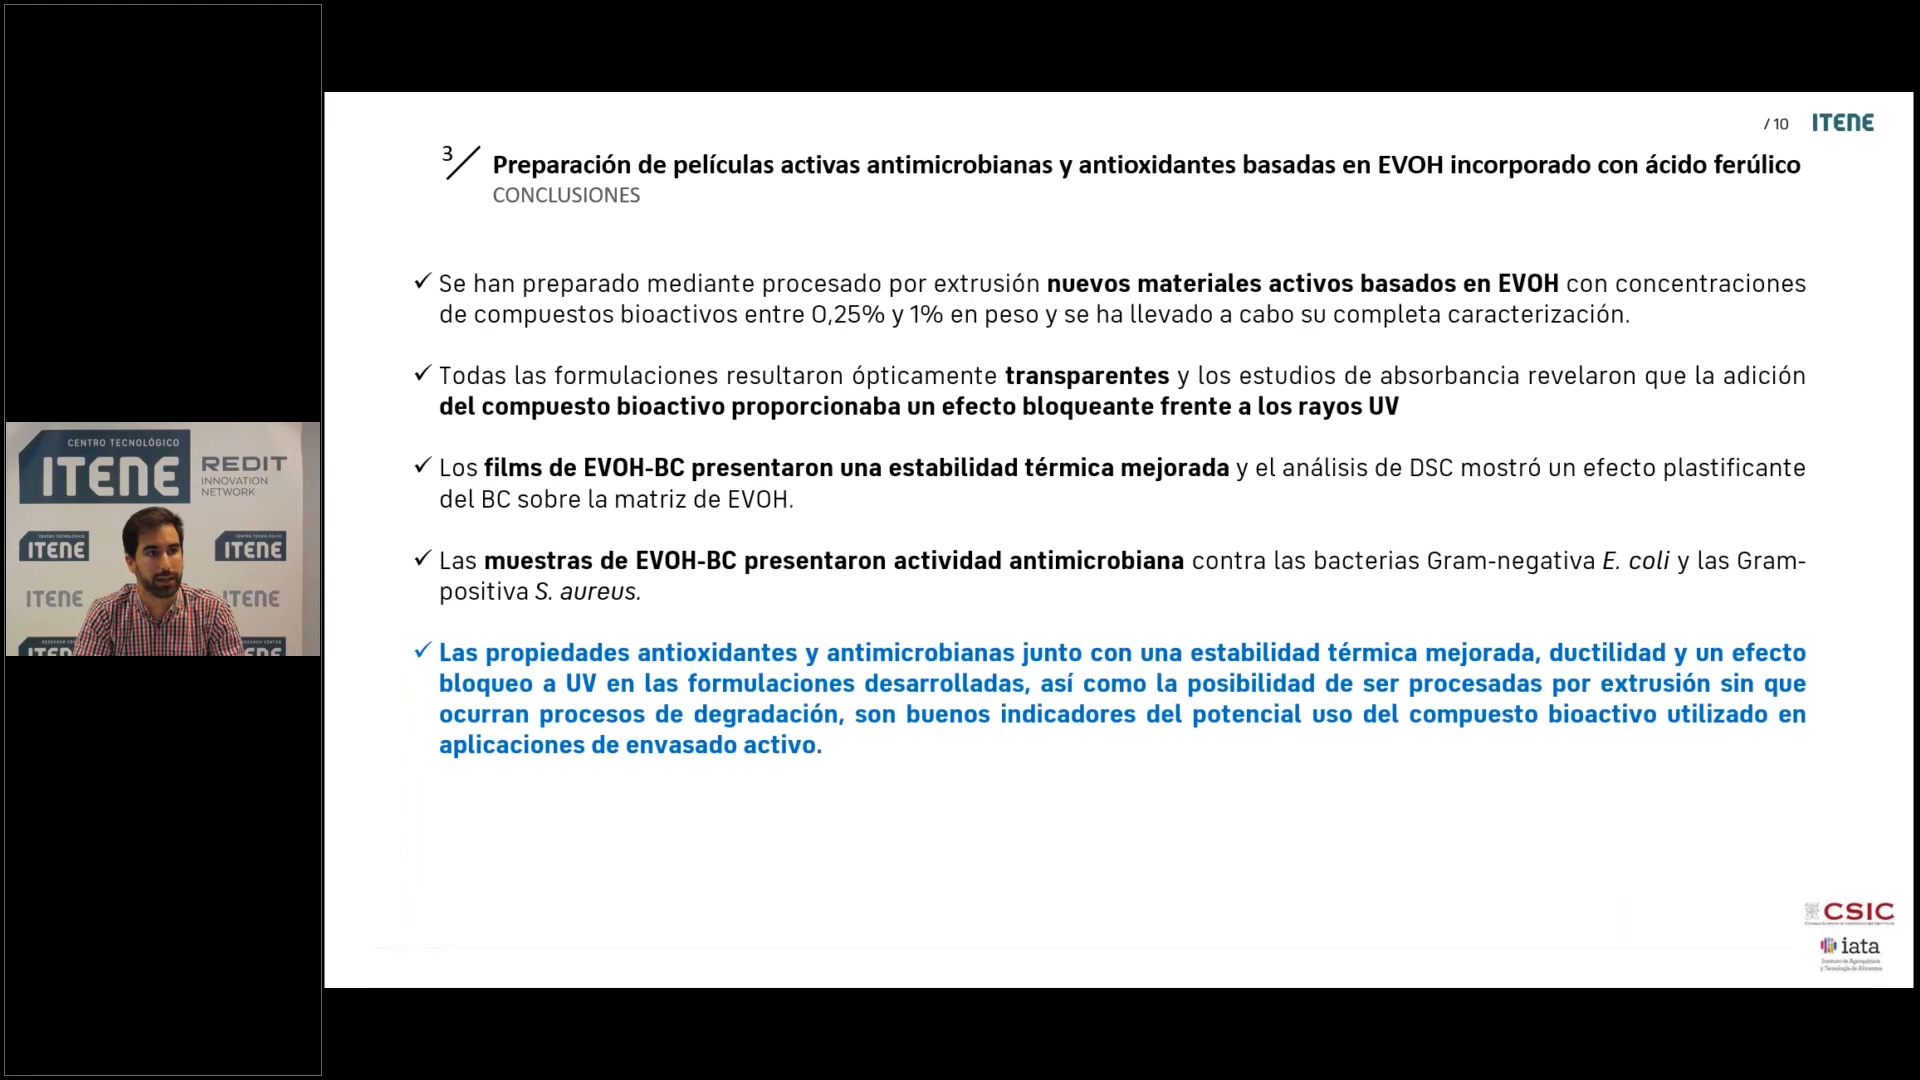 / 10 ITENE
3
Preparación de películas activas antimicrobianas y antioxidantes basadas en EVOH incorporado con ácido ferúlico
CONCLUSIONES
✓ Se han preparado mediante procesado por extrusión nuevos materiales activos basados en EVOH con concentraciones
de compuestos bioactivos entre 0,25% y 1% en peso y se ha llevado a cabo su completa caracterización.
✓ Todas las formulaciones resultaron ópticamente transparentes y los estudios de absorbancia revelaron que la adición
del compuesto bioactivo proporcionaba un efecto bloqueante frente a los rayos UV
✓ Los films de EVOH-BC presentaron una estabilidad térmica mejorada y el análisis de DSC mostró un efecto plastificante
del BC sobre la matriz de EVOH.
✓ Las muestras de EVOH-BC presentaron actividad antimicrobiana contra las bacterias Gram-negativa E. coli y las Gram-
positiva S. aureus.
✓ Las propiedades antioxidantes y antimicrobianas junto con una estabilidad térmica mejorada, ductilidad y un efecto
bloqueo a UV en las formulaciones desarrolladas, así como la posibilidad de ser procesadas por extrusión sin que
ocurran procesos de degradación, son buenos indicadores del potencial uso del compuesto bioactivo utilizado en
aplicaciones de envasado activo.
CSIC
iata
Instituto de Agroquímica
y Tecnología de Alimentos
CENTRO TECNOLÓGICO
ITENE
REDIT
INNOVATION
NETWORK
ITENE
ITENE
ITENE
ITENE